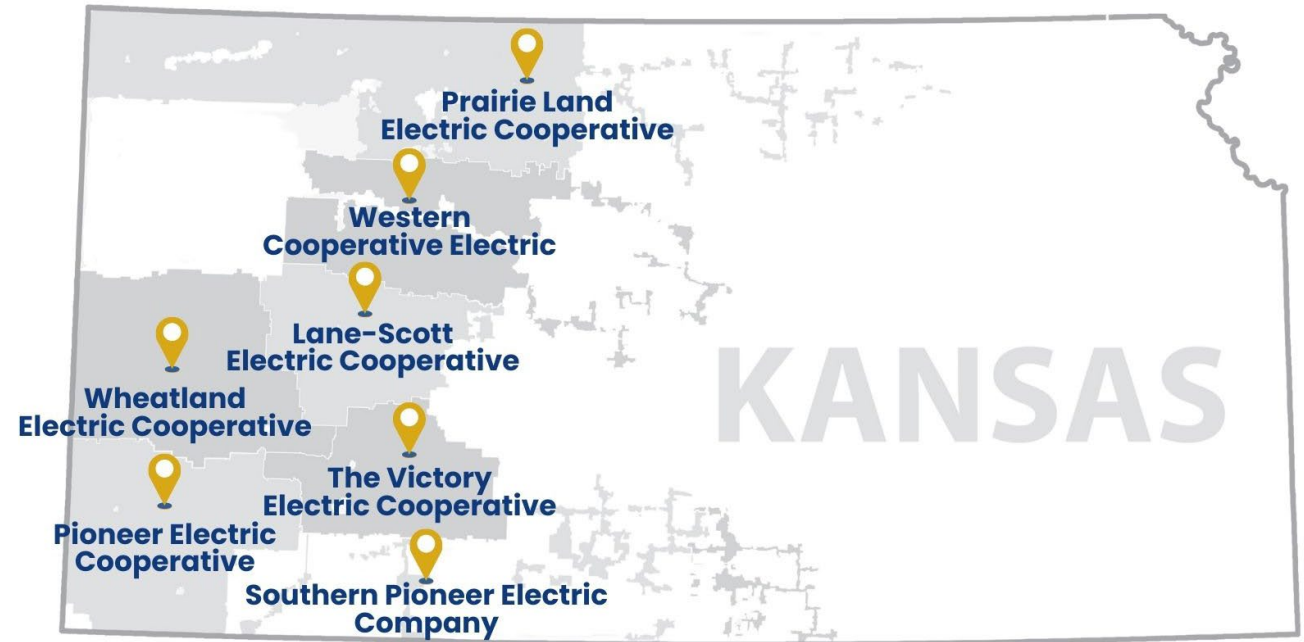 Prairie Land
Electric Cooperative
Western
Cooperative Electric
Lane-Scott
Electric Cooperative
Wheatland
Electric Cooperative
KANSAS
The Victory
Electric Cooperative
Pioneer Electric
Cooperative
Southern Pioneer Electric
Company